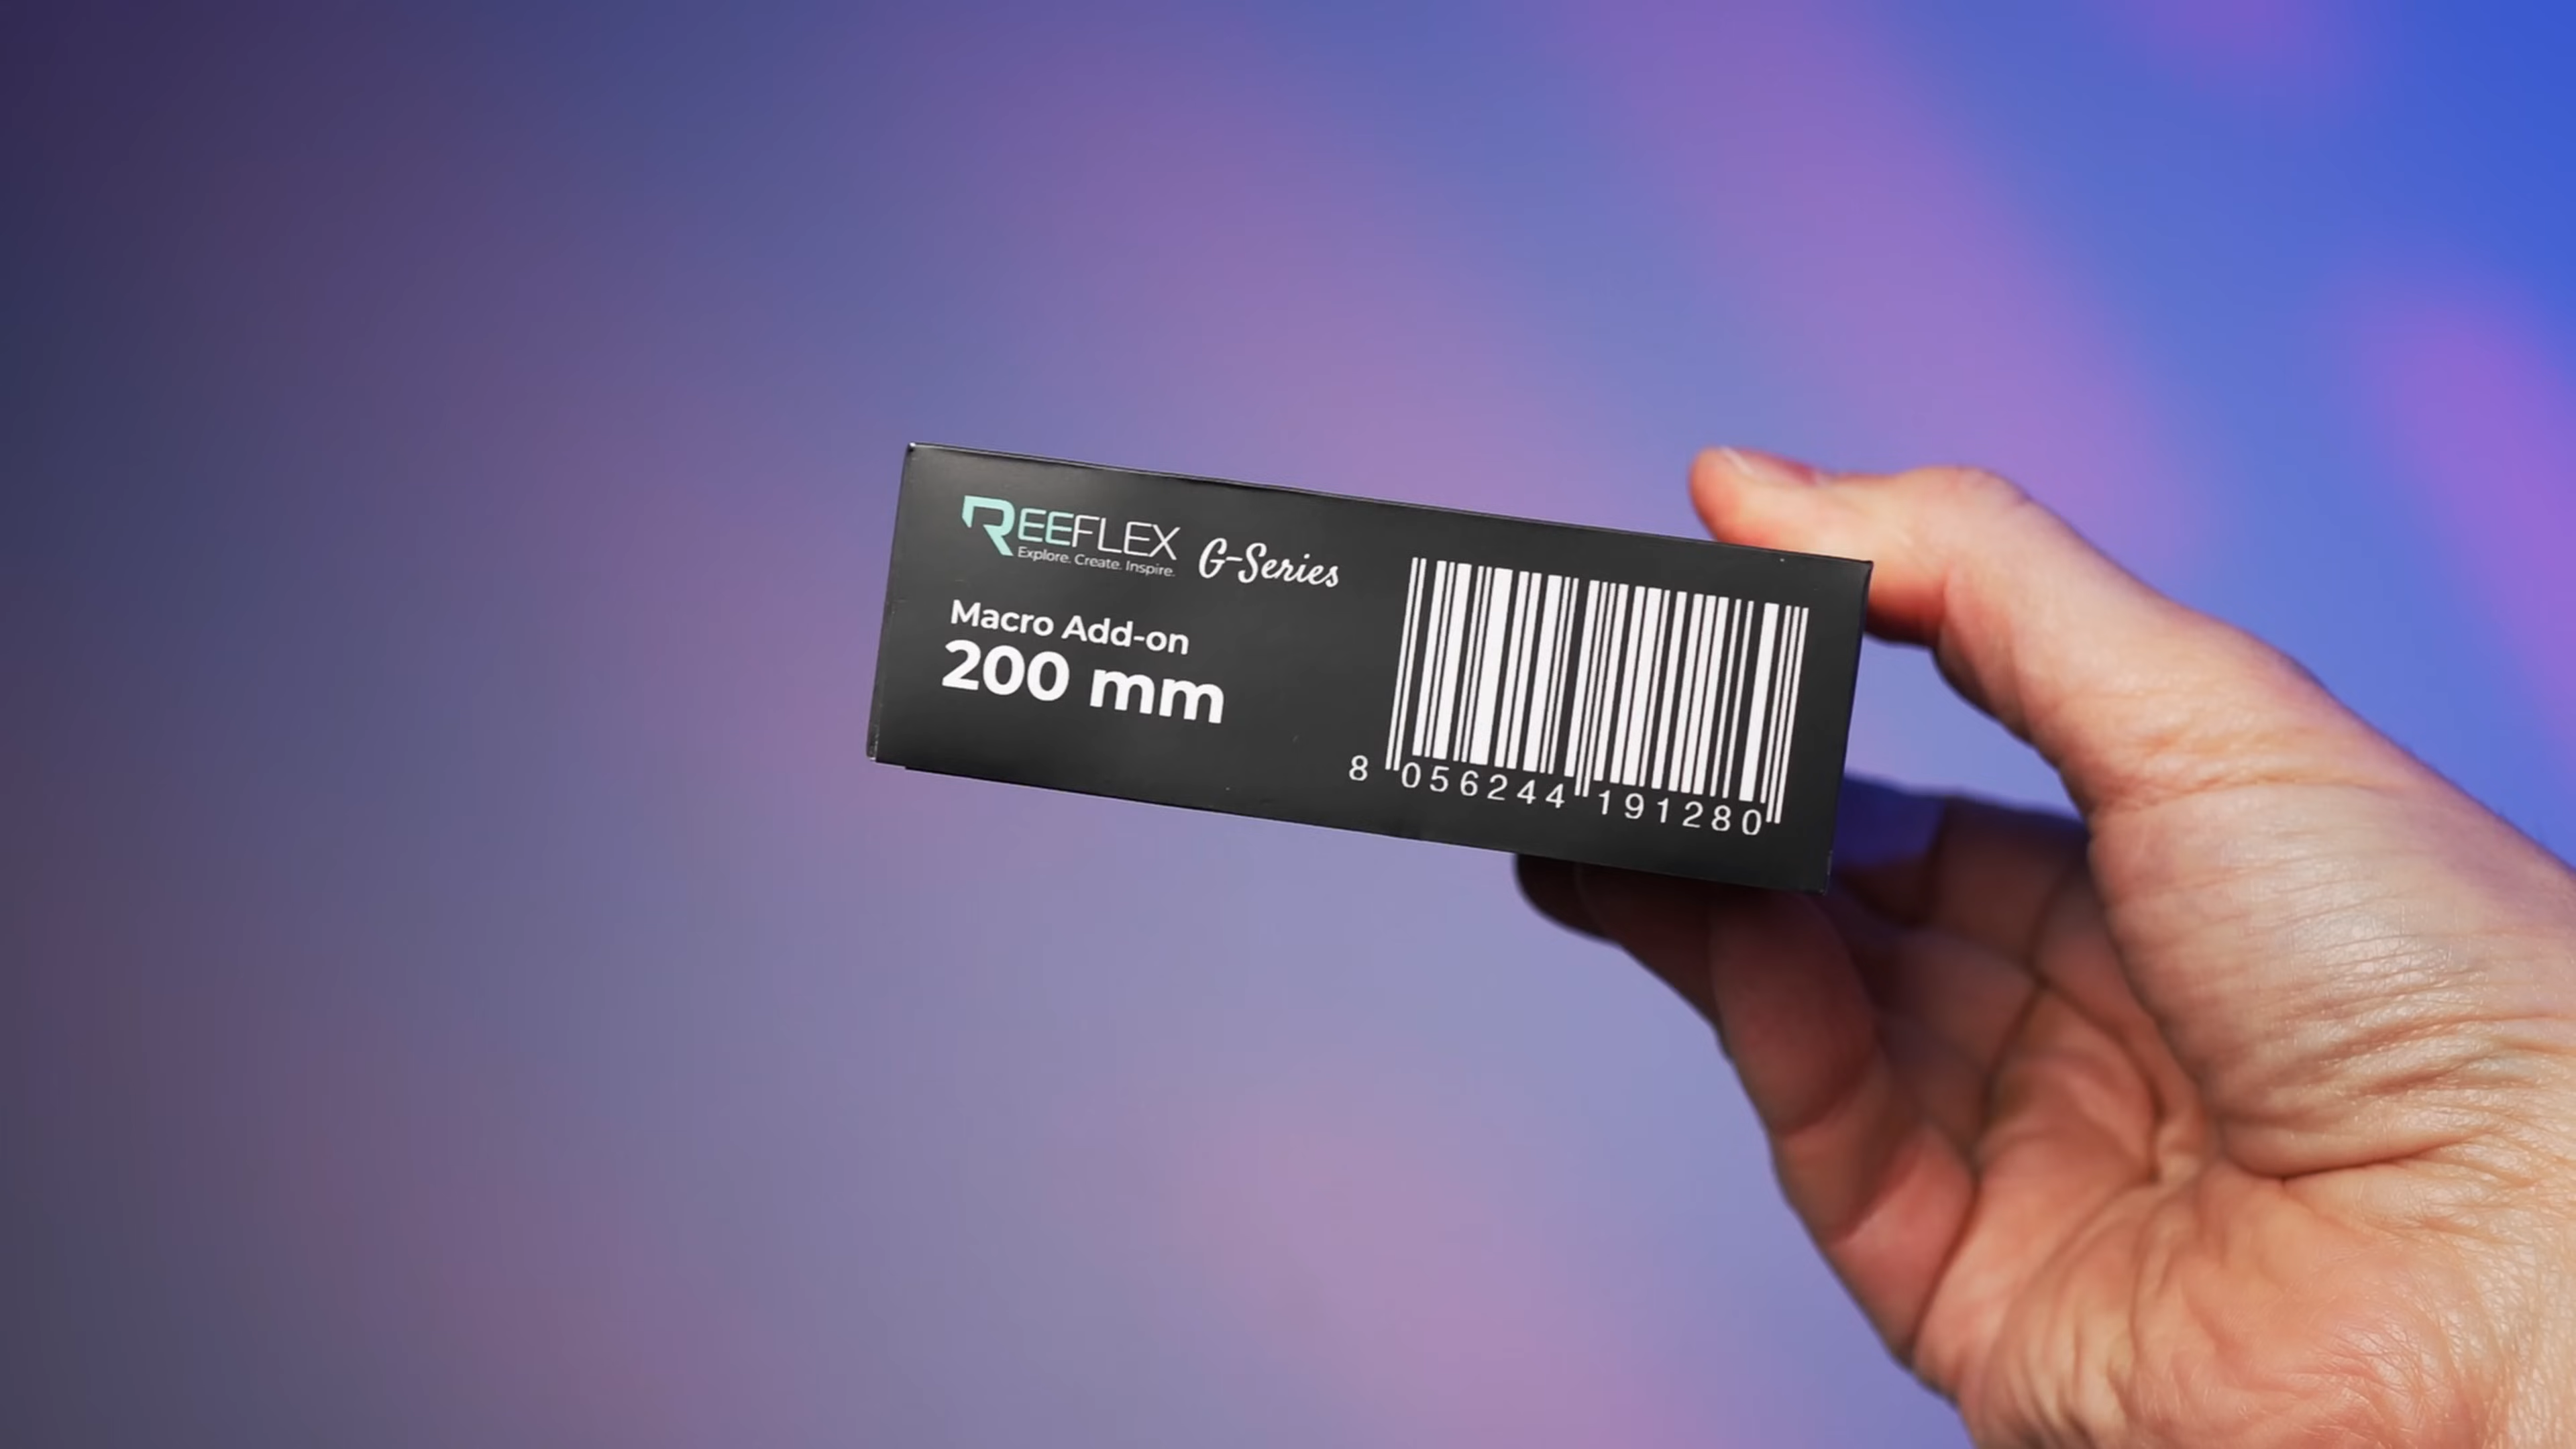 REEFLEX G-Series
Explore. Create. Inspire.
Macro Add-on
200 mm
8 056244 191280